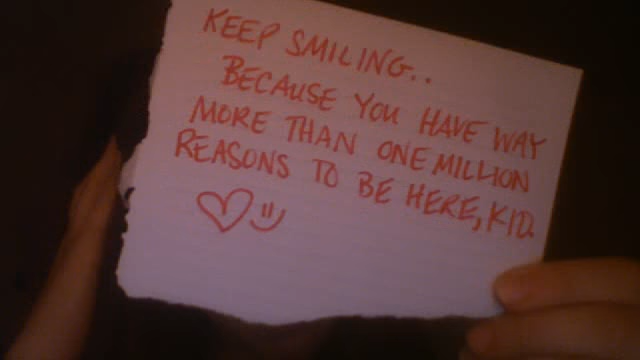 KEEP SMILING..
BECAUSE YOU HAVE WAY
MORE THAN ONE MILLION
REASONS TO BE HERE, KID.